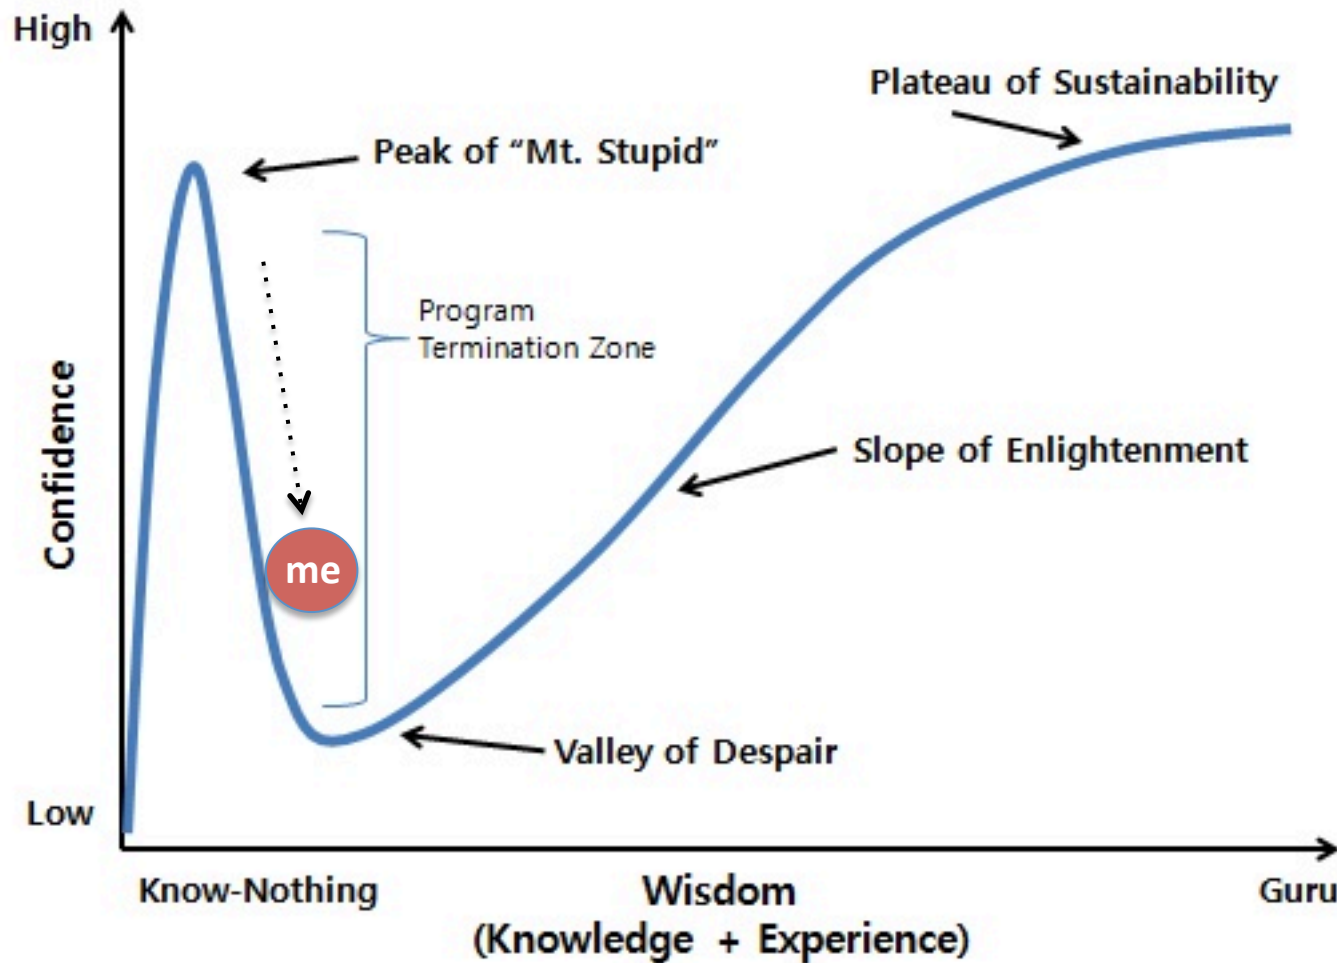 High
Plateau of Sustainability
Peak of “Mt. Stupid”
Program
Termination Zone
Confidence
Slope of Enlightenment
me
Valley of Despair
Low
Know-Nothing
Wisdom
Guru
(Knowledge + Experience)